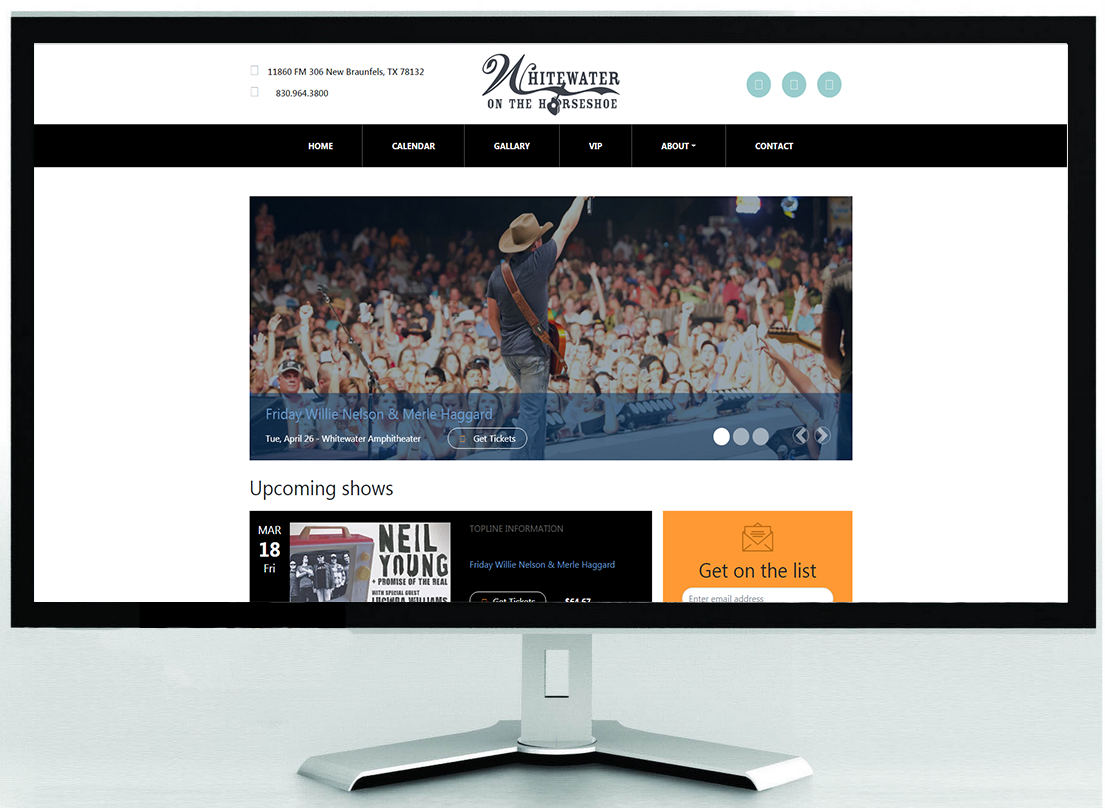 11860 FM 306 New Braunfels, TX 78132
830.964.3800
WHITEWATER
ON THE HORSESHOE
HOME CALENDAR GALLARY VIP ABOUT CONTACT
Friday Willie Nelson & Merle Haggard
Tue, April 26 - Whitewater Amphitheater Get Tickets
Upcoming shows
MAR
18
Fri
NEIL
YOUNG
+ PROMISE OF THE REAL
WITH SPECIAL GUEST
LUCINDA WILLIAMS
TOPLINE INFORMATION
Friday Willie Nelson & Merle Haggard
Get Tickets $64.67
Get on the list
Enter email address